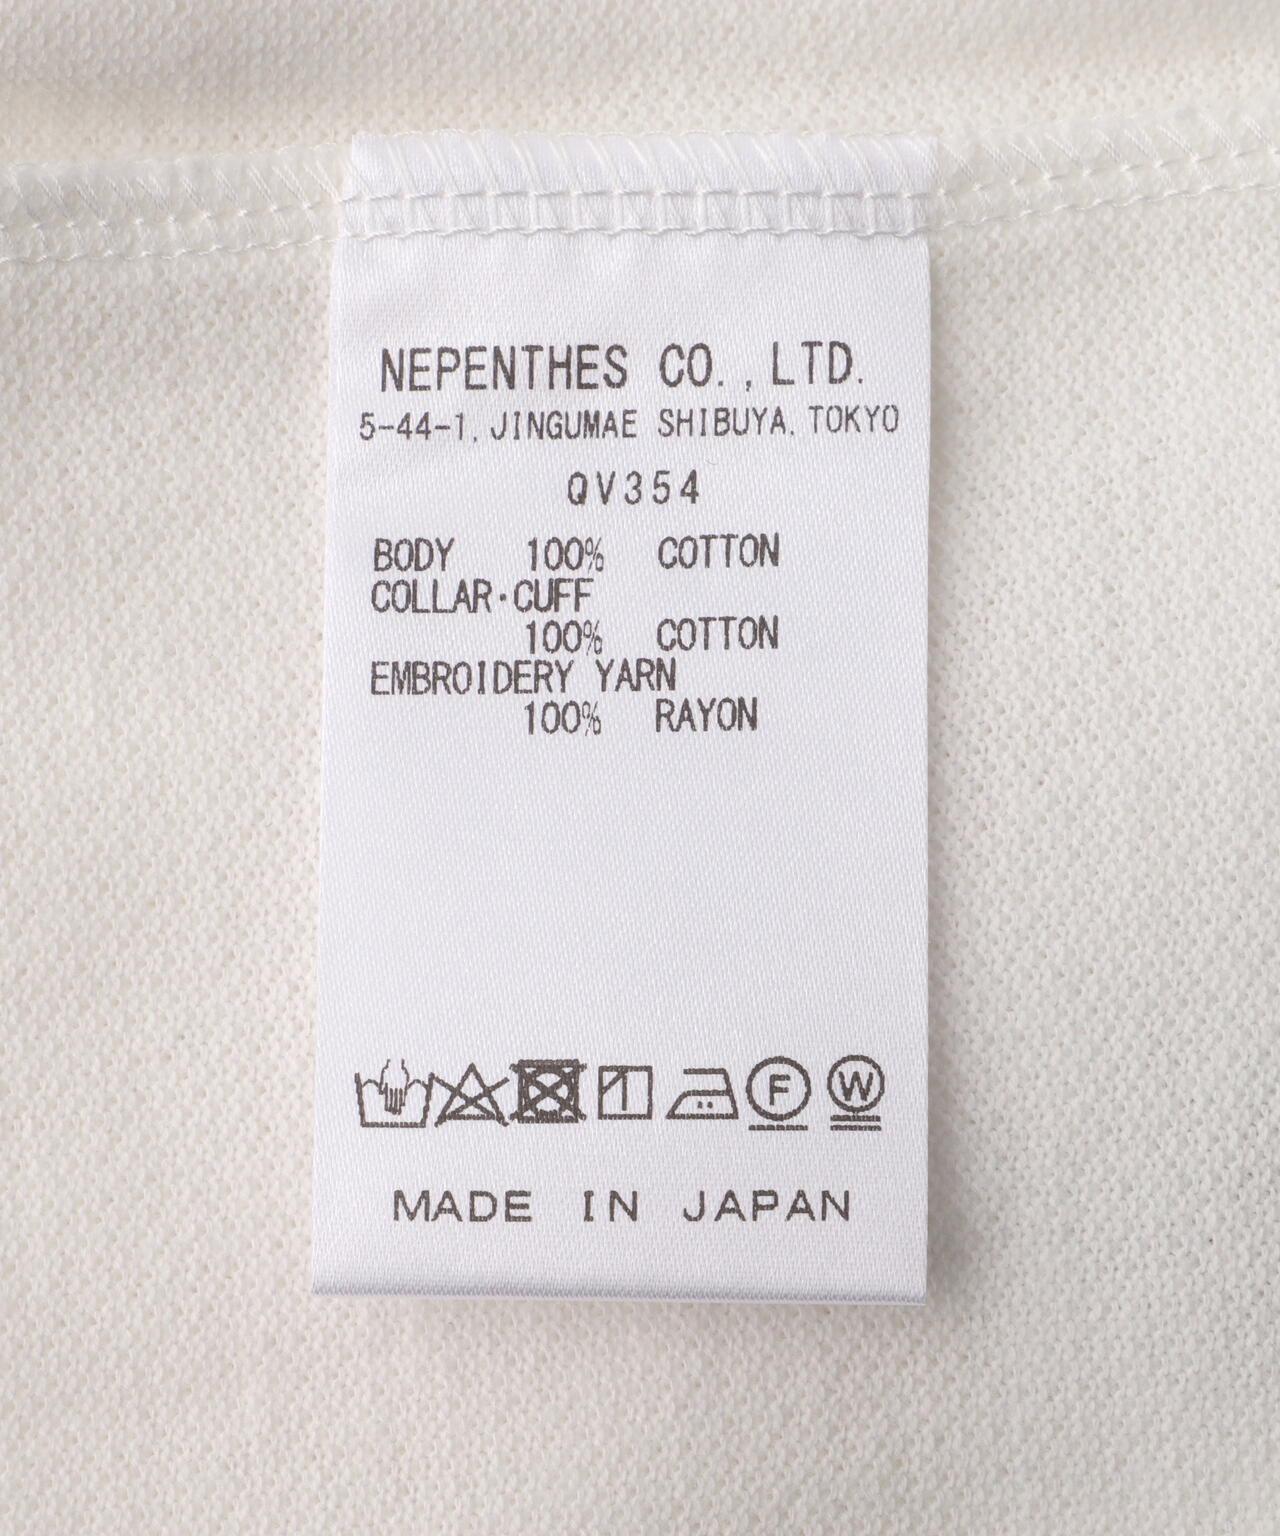 NEPENTHES CO.,LTD.
5-44-1, JINGUMAE SHIBUYA, TOKYO
QV354
BODY 100% COTTON
COLLAR・CUFF
100% COTTON
EMBROIDERY YARN
100% RAYON
F W
MADE IN JAPAN